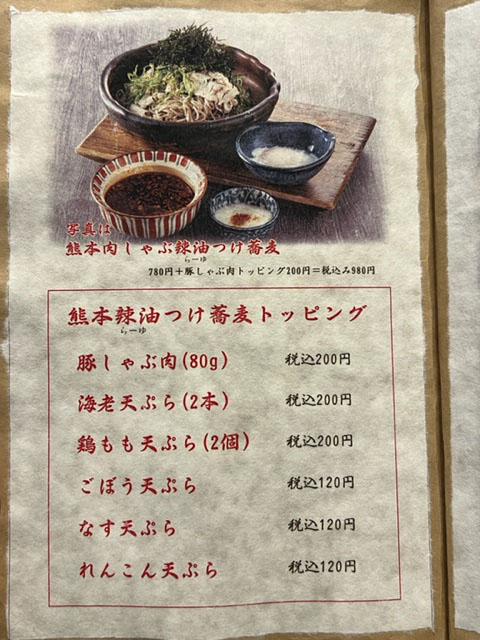 写真は
熊本肉しゃぶ辣油つけ蕎麦
らーゆ
780円＋豚しゃぶ肉トッピング200円＝税込み980円
熊本辣油つけ蕎麦トッピング
らーゆ
豚しゃぶ肉(80g) 税込200円
海老天ぷら(2本) 税込200円
鶏もも天ぷら(2個) 税込200円
ごぼう天ぷら 税込120円
なす天ぷら 税込120円
れんこん天ぷら 税込120円